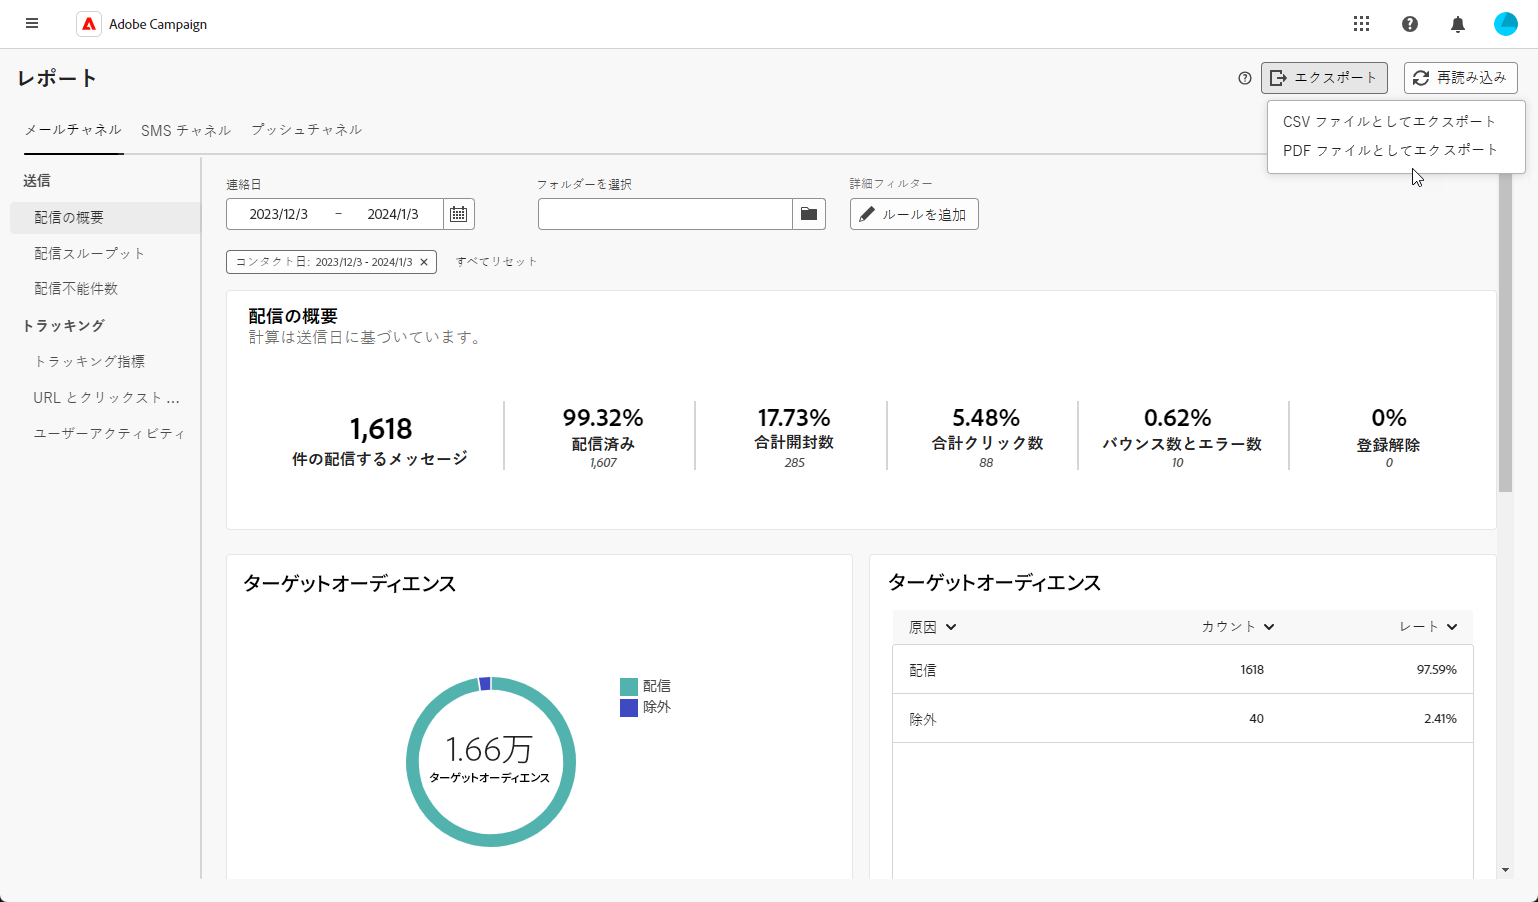 Adobe Campaign
レポート
エクスポート
再読み込み
CSV ファイルとしてエクスポート
PDF ファイルとしてエクスポート
メールチャネル
SMS チャネル
プッシュチャネル
送信
配信の概要
配信スループット
配信不能件数
トラッキング
トラッキング指標
URL とクリックスト ...
ユーザーアクティビティ
連絡日
2023/12/3 – 2024/1/3
フォルダーを選択
詳細フィルター
ルールを追加
コンタクト日: 2023/12/3 - 2024/1/3 ×
すべてリセット
配信の概要
計算は送信日に基づいています。
1,618
件の配信するメッセージ
99.32%
配信済み
1,607
17.73%
合計開封数
285
5.48%
合計クリック数
88
0.62%
バウンス数とエラー数
10
0%
登録解除
0
ターゲットオーディエンス
1.66万
ターゲットオーディエンス
配信
除外
ターゲットオーディエンス
原因 カウント レート
配信 1618 97.59%
除外 40 2.41%